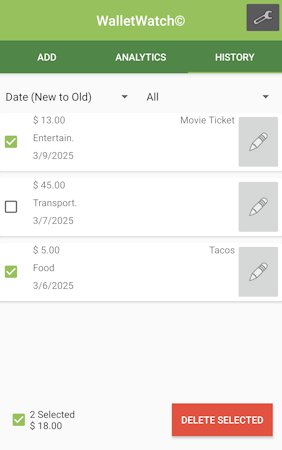 WalletWatch©
ADD ANALYTICS HISTORY
Date (New to Old) All
$ 13.00 Movie Ticket
Entertain.
3/9/2025
$ 45.00
Transport.
3/7/2025
$ 5.00 Tacos
Food
3/6/2025
2 Selected
$ 18.00
DELETE SELECTED